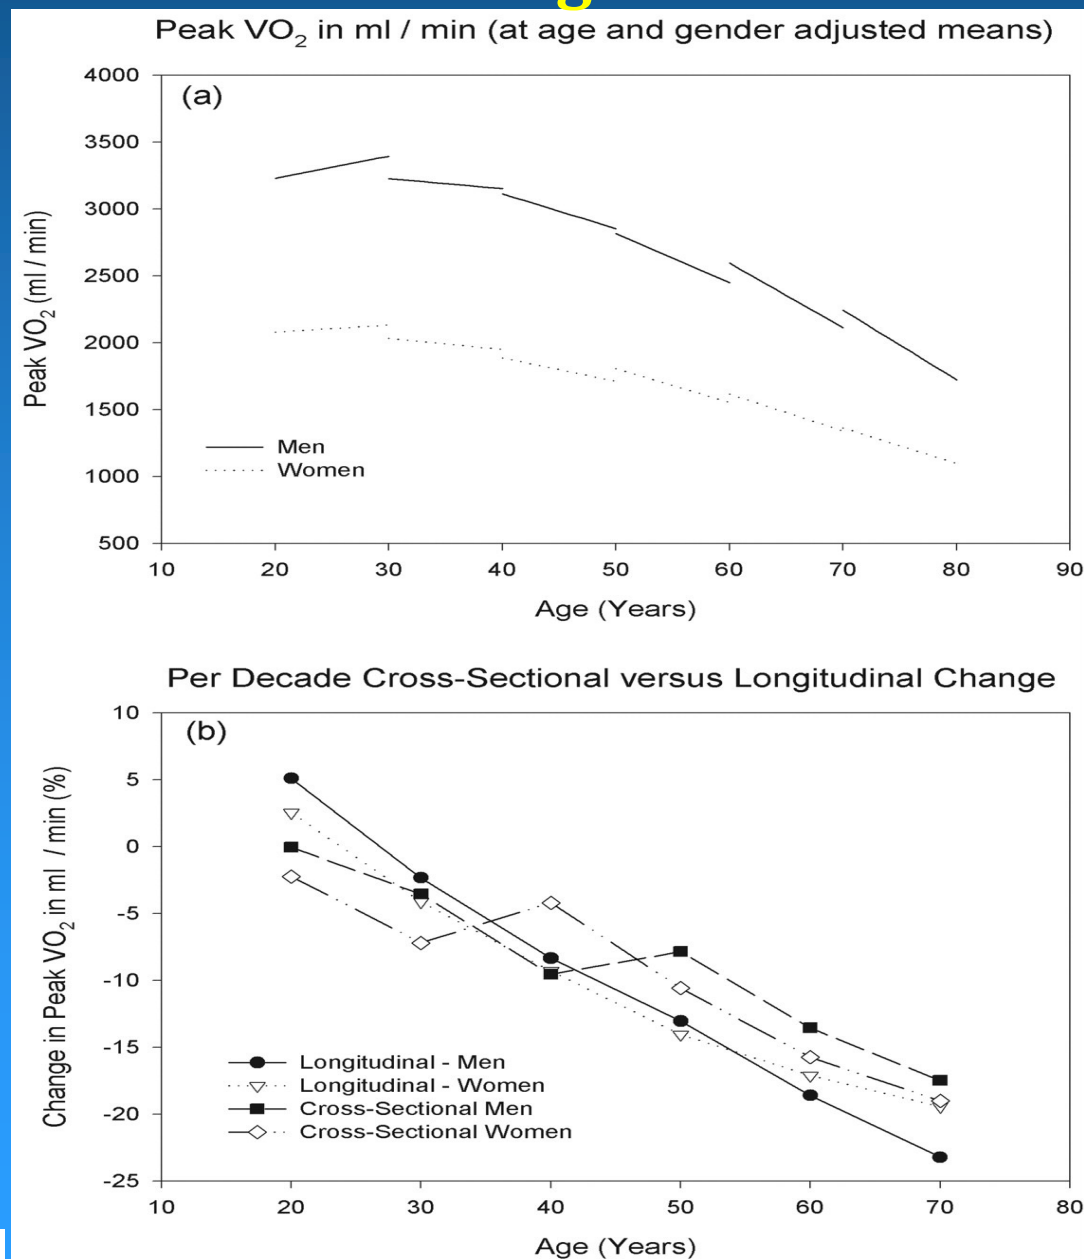 Peak VO2 in ml / min (at age and gender adjusted means)
4000
(a)
3500
3000
2500
2000
1500
1000
500
Peak VO2 (ml / min)
Men
Women
10 20 30 40 50 60 70 80 90
Age (Years)
Per Decade Cross-Sectional versus Longitudinal Change
10
(b)
5
0
-5
-10
-15
-20
-25
Change in Peak VO2 in ml / min (%)
Longitudinal - Men
Longitudinal - Women
Cross-Sectional Men
Cross-Sectional Women
10 20 30 40 50 60 70 80
Age (Years)